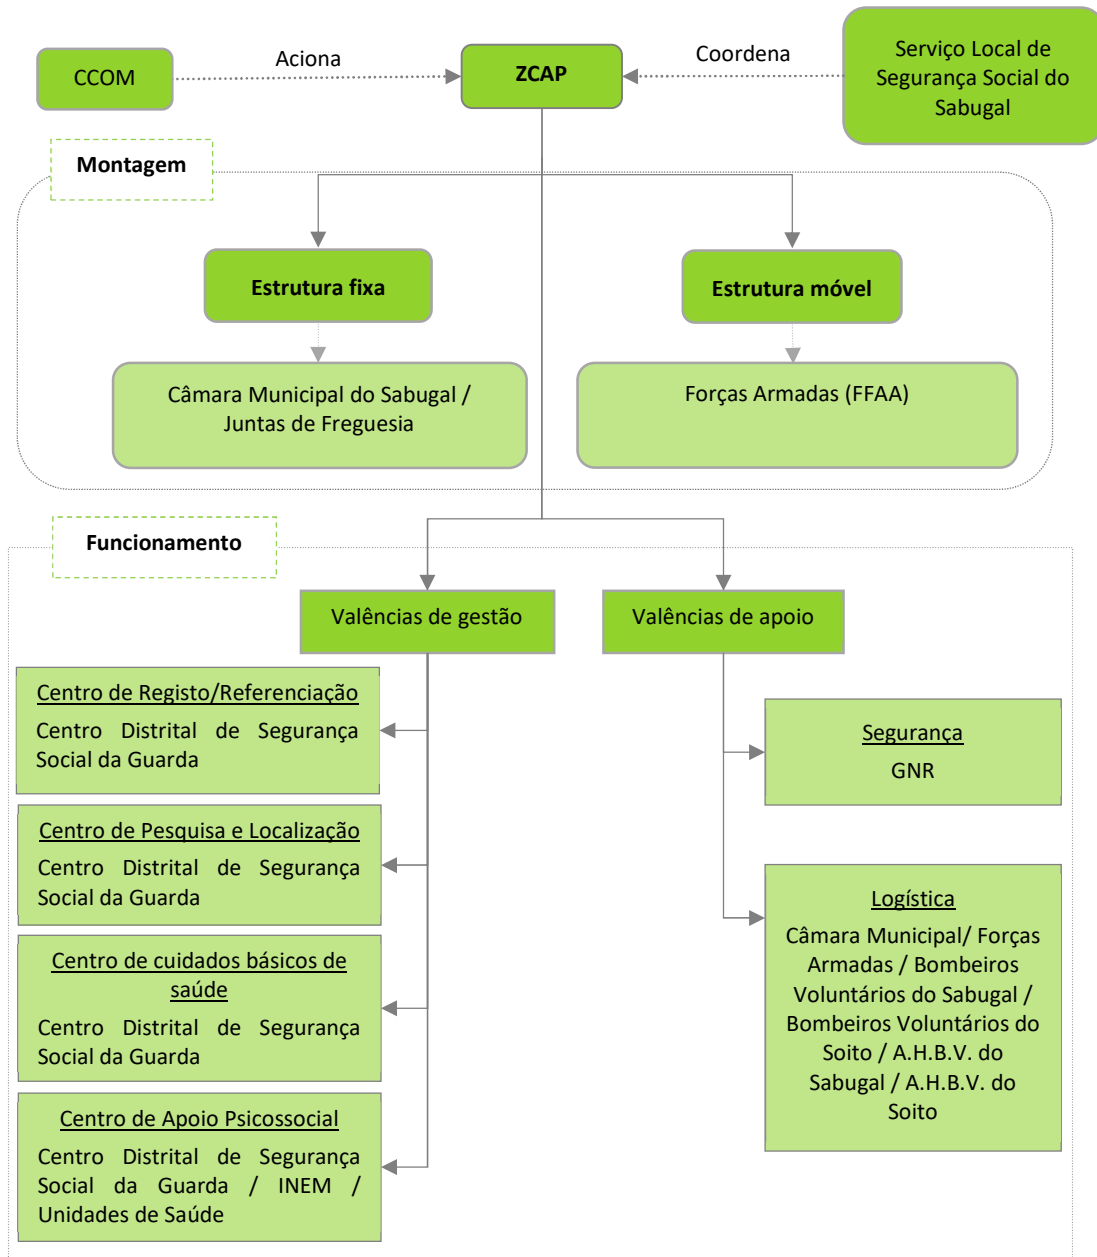 CCOM
Aciona
ZCAP
Coordena
Serviço Local de
Segurança Social do
Sabugal
Montagem
Estrutura fixa
Estrutura móvel
Câmara Municipal do Sabugal /
Juntas de Freguesia
Forças Armadas (FFAA)
Funcionamento
Valências de gestão
Valências de apoio
Centro de Registo/Referenciação
Centro Distrital de Segurança
Social da Guarda
Centro de Pesquisa e Localização
Centro Distrital de Segurança
Social da Guarda
Centro de cuidados básicos de
saúde
Centro Distrital de Segurança
Social da Guarda
Centro de Apoio Psicossocial
Centro Distrital de Segurança
Social da Guarda / INEM /
Unidades de Saúde
Segurança
GNR
Logística
Câmara Municipal/ Forças
Armadas / Bombeiros
Voluntários do Sabugal /
Bombeiros Voluntários do
Soito / A.H.B.V. do
Sabugal / A.H.B.V. do
Soito